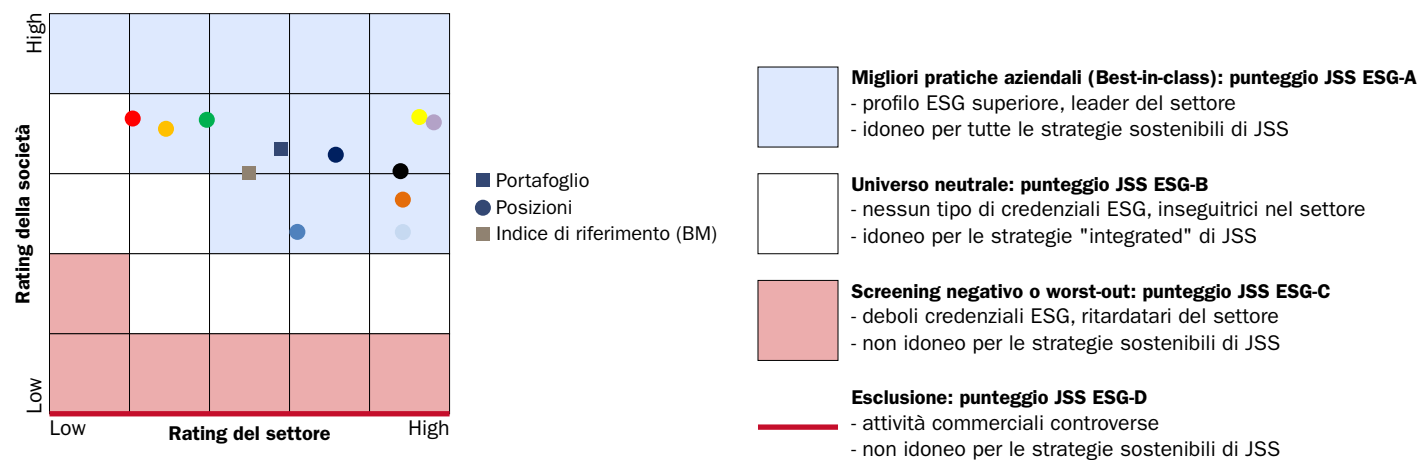 High
Rating della società
Low
Low
Rating del settore
High
Portafoglio
Posizioni
Indice di riferimento (BM)
Migliori pratiche aziendali (Best-in-class): punteggio JSS ESG-A
- profilo ESG superiore, leader del settore
- idoneo per tutte le strategie sostenibili di JSS
Universo neutrale: punteggio JSS ESG-B
- nessun tipo di credenziali ESG, inseguitrici nel settore
- idoneo per le strategie "integrated" di JSS
Screening negativo o worst-out: punteggio JSS ESG-C
- deboli credenziali ESG, ritardatari del settore
- non idoneo per le strategie sostenibili di JSS
Esclusione: punteggio JSS ESG-D
- attività commerciali controverse
- non idoneo per le strategie sostenibili di JSS